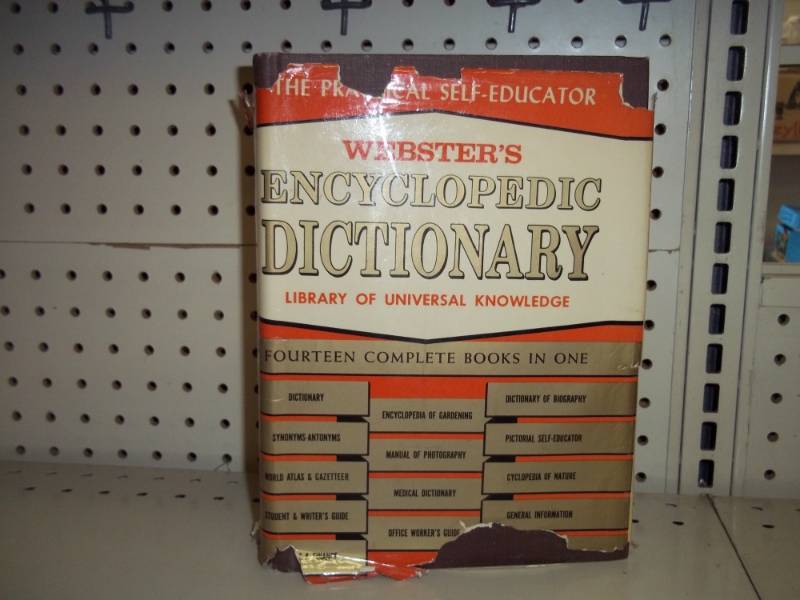 THE PRACTICAL SELF-EDUCATOR
WEBSTER'S
ENCYCLOPEDIC
DICTIONARY
LIBRARY OF UNIVERSAL KNOWLEDGE
FOURTEEN COMPLETE BOOKS IN ONE
DICTIONARY
SYNONYMS-ANTONYMS
WORLD ATLAS & GAZETTEER
STUDENT & WRITER'S GUIDE
FINANCE
ENCYCLOPEDIA OF GARDENING
MANUAL OF PHOTOGRAPHY
MEDICAL DICTIONARY
OFFICE WORKER'S GUIDE
DICTIONARY OF BIOGRAPHY
PICTORIAL SELF-EDUCATOR
CYCLOPEDIA OF NATURE
GENERAL INFORMATION